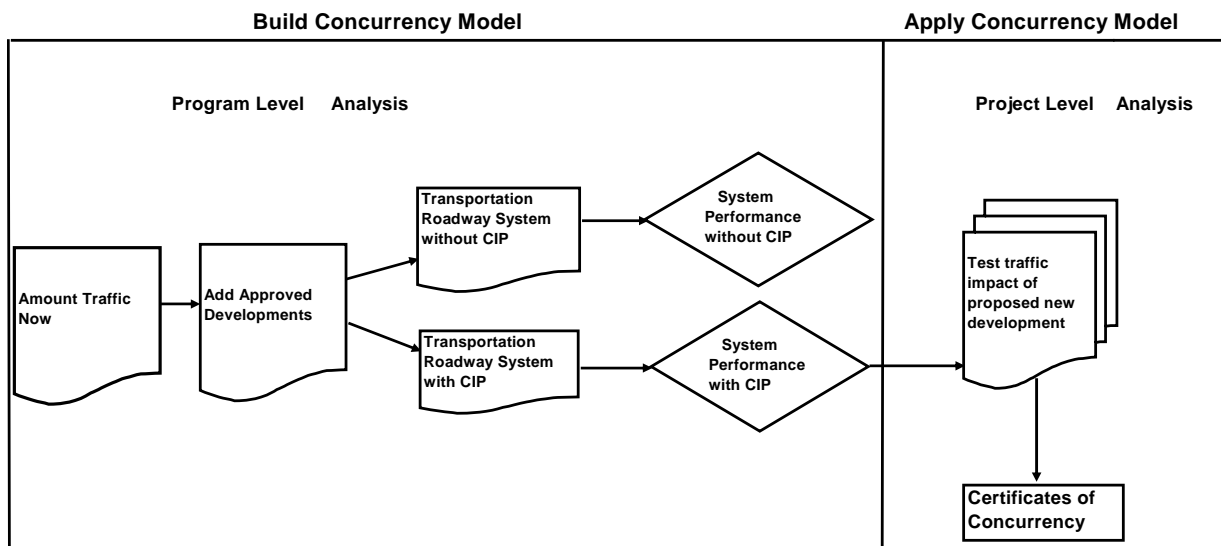 Build Concurrency Model
Apply Concurrency Model
Program Level Analysis
Project Level Analysis
Amount Traffic
Now
Add Approved
Developments
Transportation
Roadway System
without CIP
System
Performance
without CIP
Transportation
Roadway System
with CIP
System
Performance
with CIP
Test traffic
impact of
proposed new
development
Certificates of
Concurrency